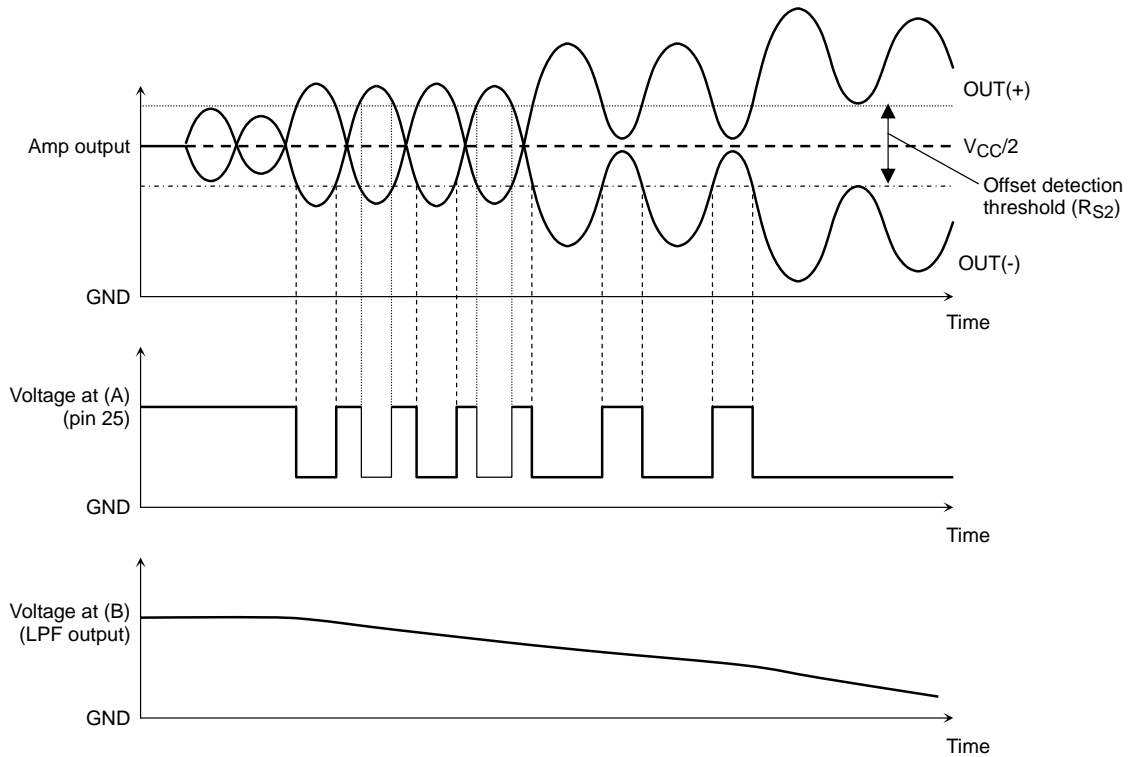 OUT(+)
Amp output
VCC/2
Offset detection
threshold (RS2)
OUT(-)
GND
Time
Voltage at (A)
(pin 25)
GND
Time
Voltage at (B)
(LPF output)
GND
Time